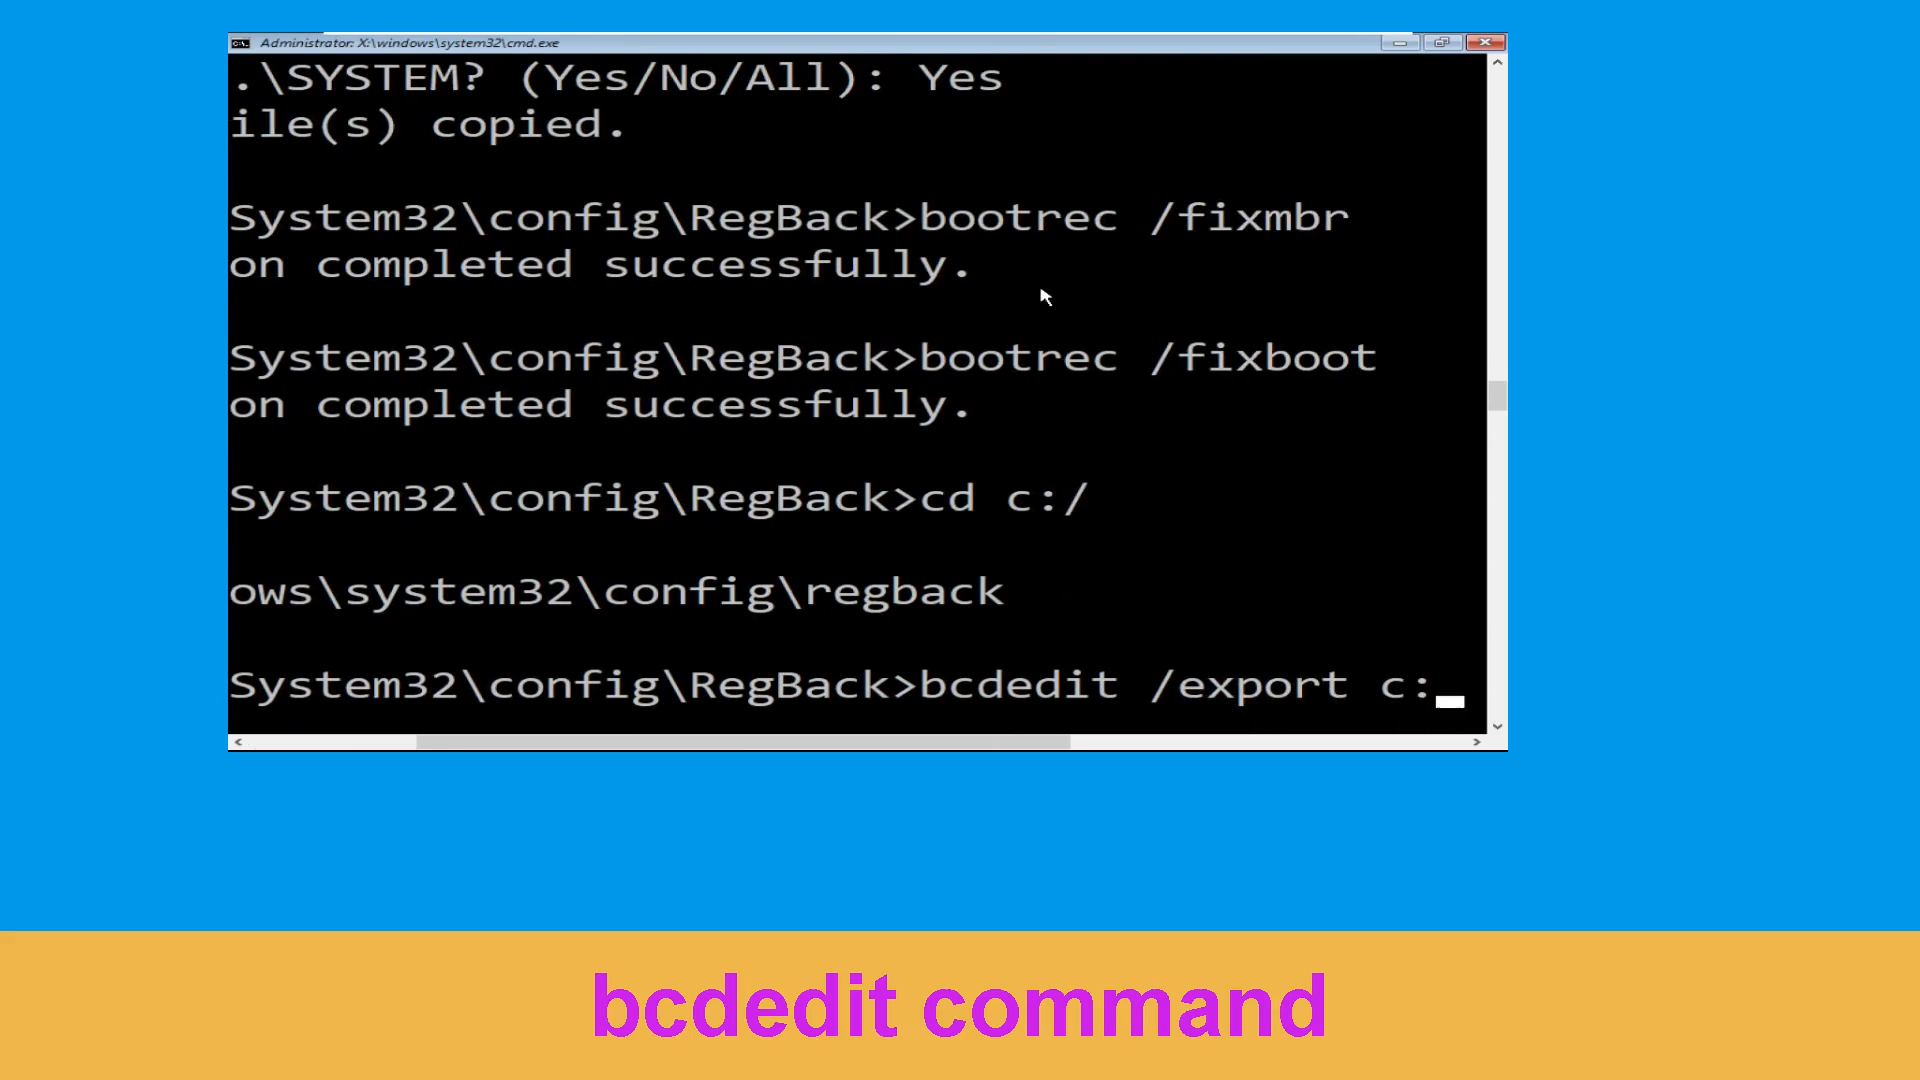 Administrator: X:\windows\system32\cmd.exe
.\SYSTEM? (Yes/No/All): Yes
ile(s) copied.
System32\config\RegBack>bootrec /fixmbr
on completed successfully.
System32\config\RegBack>bootrec /fixboot
on completed successfully.
System32\config\RegBack>cd c:/
ows\system32\config\regback
System32\config\RegBack>bcdedit /export c:
bcdedit command